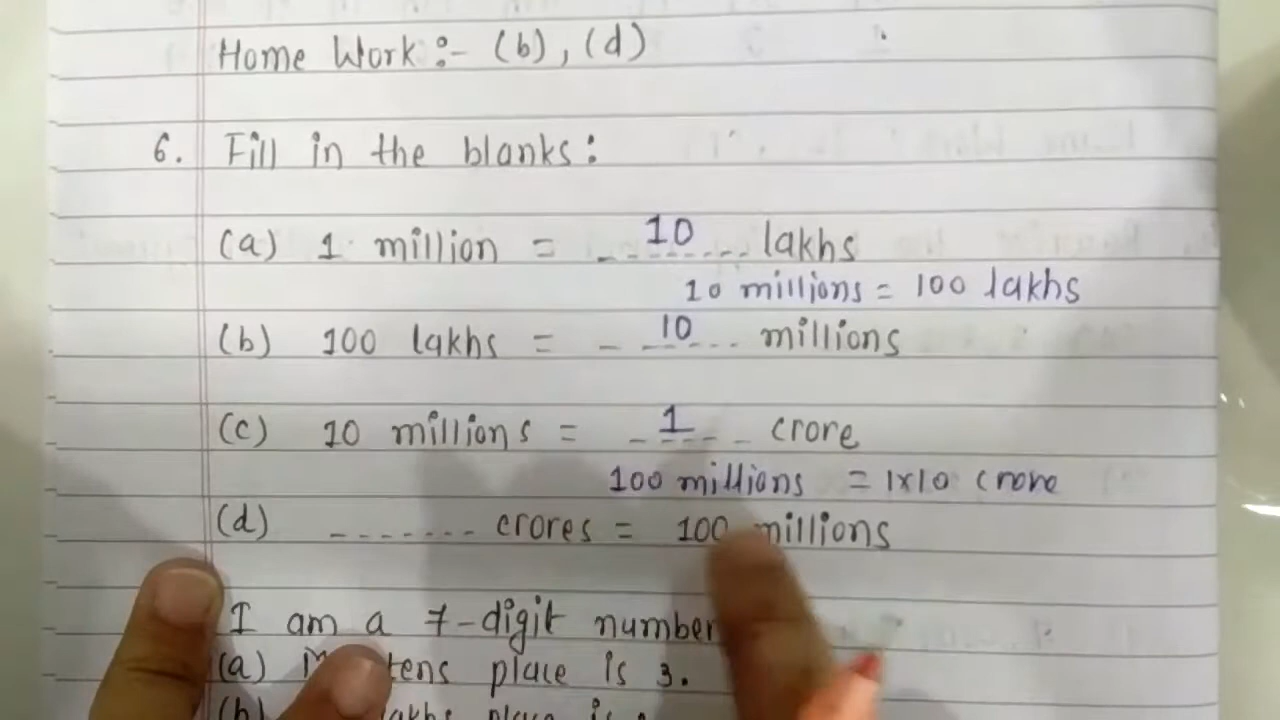 Home Work :- (b), (d)
6. Fill in the blanks:
(a) 1 million = 10 lakhs
10 millions = 100 lakhs
(b) 100 lakhs = 10 millions
(c) 10 millions = 1 crore
100 millions = 1x10 crore
(d) ------- crores = 100 millions
I am a 7-digit number
(a) tens place is 3.
(b) place is